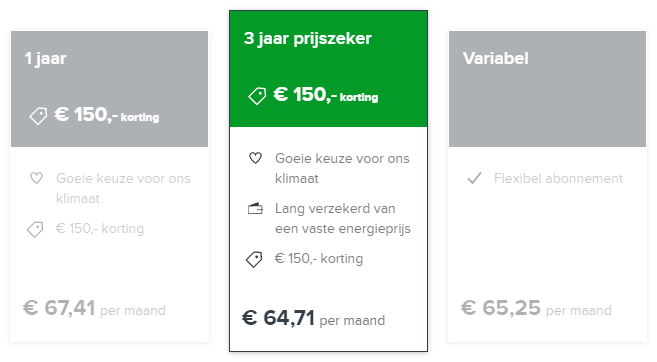 1 jaar
€ 150,- korting
Goeie keuze voor ons
klimaat
€ 150,- korting
€ 67,41 per maand
3 jaar prijszeker
€ 150,- korting
Goeie keuze voor ons
klimaat
Lang verzekerd van
een vaste energieprijs
€ 150,- korting
€ 64,71 per maand
Variabel
Flexibel abonnement
€ 65,25 per maand